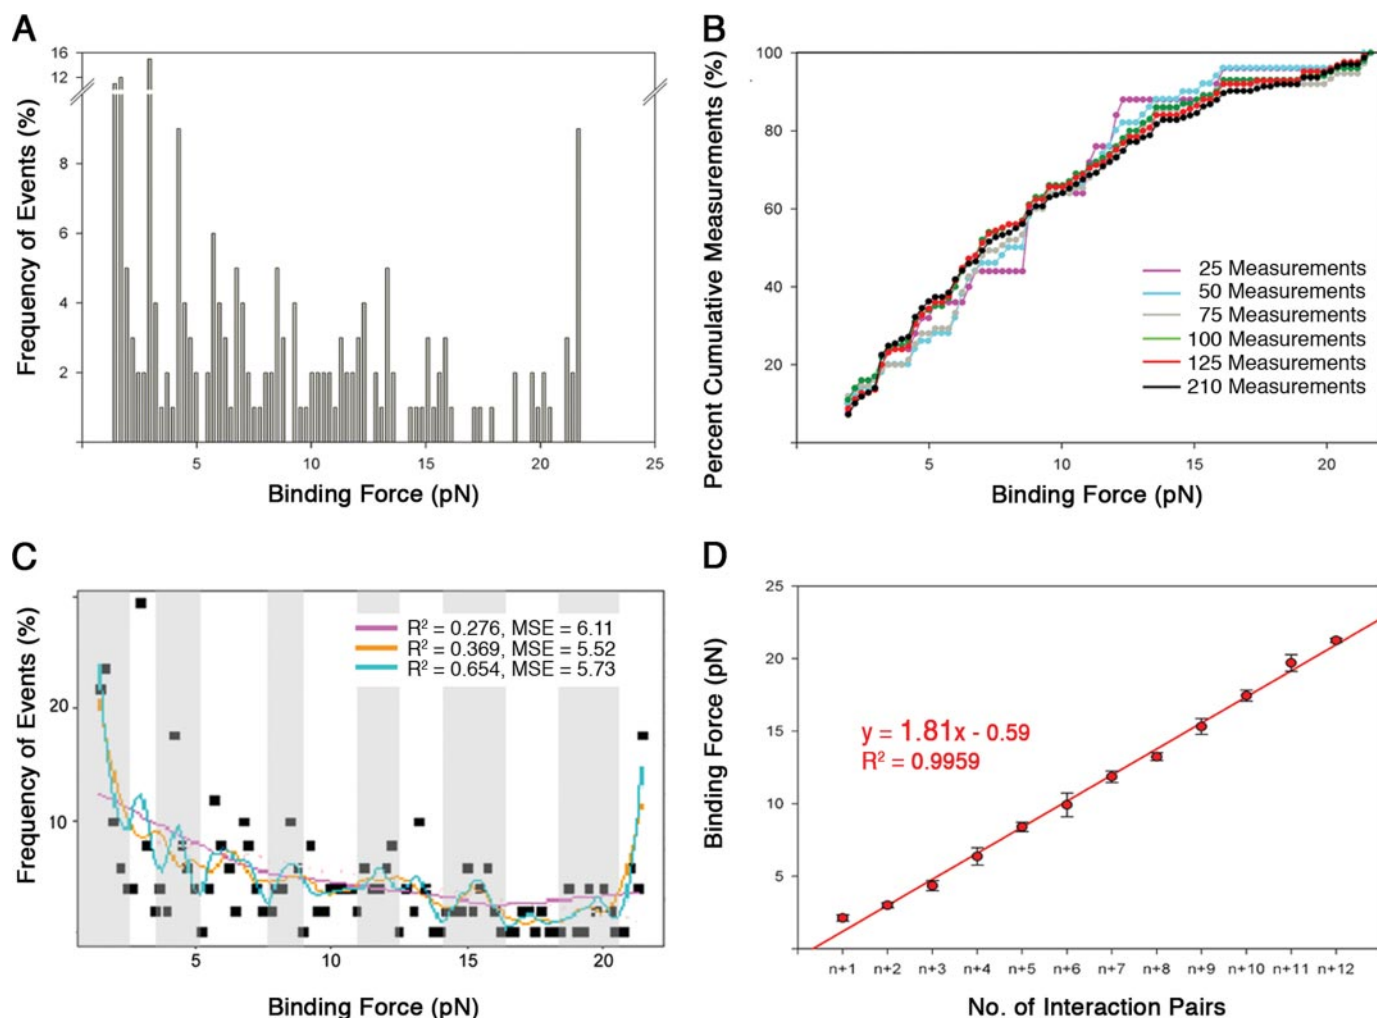 A
16
12
8
6
4
2
5
10
15
20
25
Frequency of Events (%)
Binding Force (pN)
B
100
80
60
40
20
5
10
15
20
Percent Cumulative Measurements (%)
25 Measurements
50 Measurements
75 Measurements
100 Measurements
125 Measurements
210 Measurements
Binding Force (pN)
C
20
10
5
10
15
20
Frequency of Events (%)
R² = 0.276, MSE = 6.11
R² = 0.369, MSE = 5.52
R² = 0.654, MSE = 5.73
Binding Force (pN)
D
25
20
15
10
5
Binding Force (pN)
y = 1.81x - 0.59
R² = 0.9959
n+1 n+2 n+3 n+4 n+5 n+6 n+7 n+8 n+9 n+10 n+11 n+12
No. of Interaction Pairs